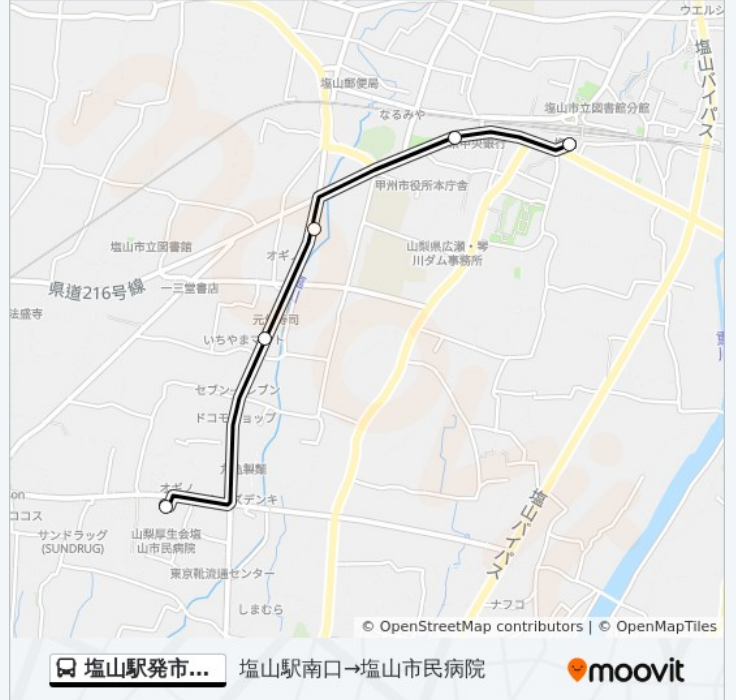 ウエルシ
塩山バイパス
塩山郵便局
塩山市立図書館分館
なるみや
甲州市役所本庁舎
塩山市立図書館
山梨県広瀬・琴
川ダム事務所
オギ
県道216号線
一三堂書店
法盛寺
いちやま
セブン-イレブン
ドコモショップ
製麺
オギノ
ズデンキ
on
ココス
サンドラッグ
(SUNDRUG)
山梨厚生会塩
山市民病院
塩山バイパス
東京靴流通センター
しまむら
ナフコ
© OpenStreetMap contributors | © OpenMapTiles
塩山駅発市...
塩山駅南口→塩山市民病院
moovit